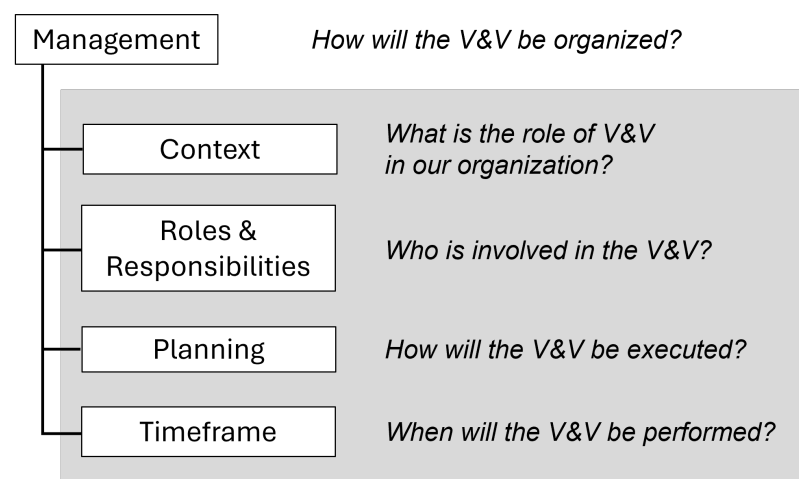 Management
How will the V&V be organized?
Context
What is the role of V&V
in our organization?
Roles &
Responsibilities
Who is involved in the V&V?
Planning
How will the V&V be executed?
Timeframe
When will the V&V be performed?